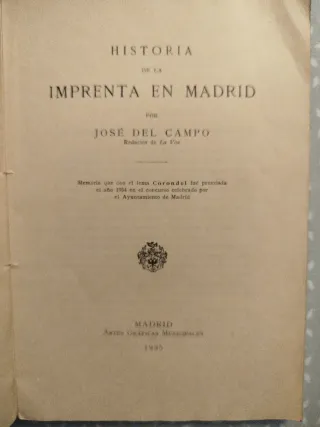 HISTORIA
DE LA
IMPRENTA EN MADRID
POR
JOSÉ DEL CAMPO
Redactor de La Voz
Memoria que con el lema Corondel fue premiada
el año 1934 en el concurso celebrado por
el Ayuntamiento de Madrid
MADRID
ARTES GRÁFICAS MUNICIPALES
1935